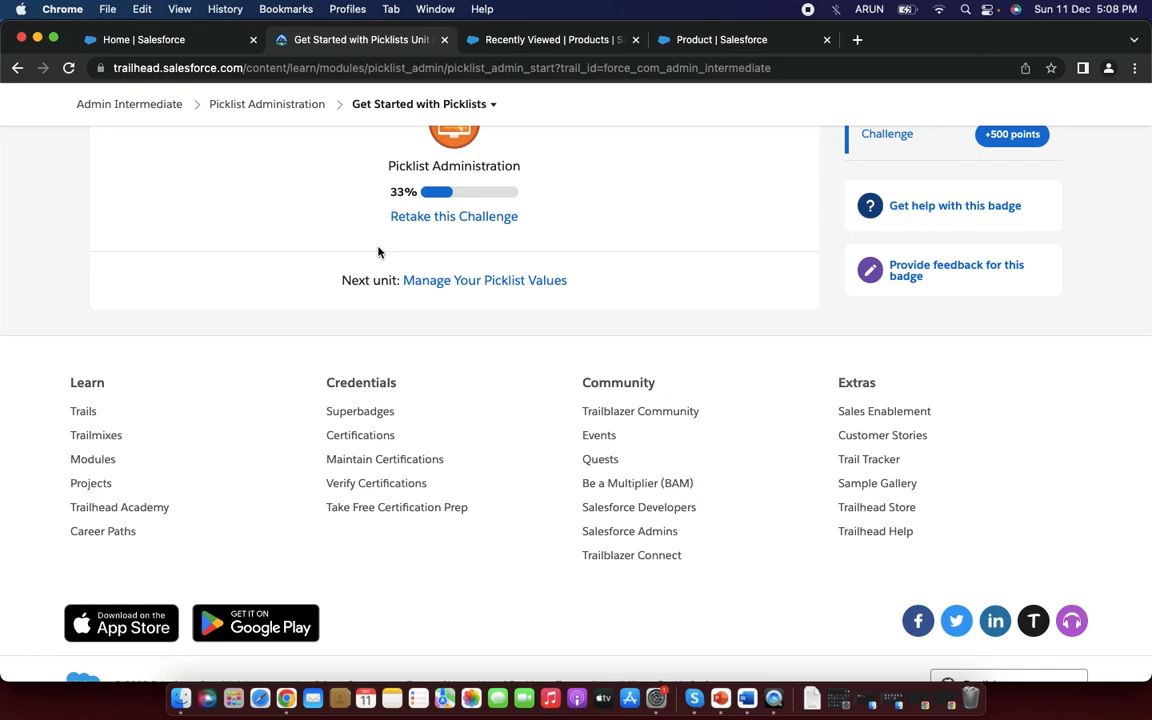 Chrome File Edit View History Bookmarks Profiles Tab Window Help ARUN Sun 11 Dec 5:08 PM
Home | Salesforce Get Started with Picklists Unit Recently Viewed | Products | S Product | Salesforce
trailhead.salesforce.com/content/learn/modules/picklist_admin/picklist_admin_start?trail_id=force_com_admin_intermediate
Admin Intermediate Picklist Administration Get Started with Picklists
Challenge +500 points
Picklist Administration
33%
Retake this Challenge
? Get help with this badge
Provide feedback for this
badge
Next unit: Manage Your Picklist Values
Learn
Trails
Trailmixes
Modules
Projects
Trailhead Academy
Career Paths
Credentials
Superbadges
Certifications
Maintain Certifications
Verify Certifications
Take Free Certification Prep
Community
Trailblazer Community
Events
Quests
Be a Multiplier (BAM)
Salesforce Developers
Salesforce Admins
Trailblazer Connect
Extras
Sales Enablement
Customer Stories
Trail Tracker
Sample Gallery
Trailhead Store
Trailhead Help
Download on the
App Store
GET IT ON
Google Play